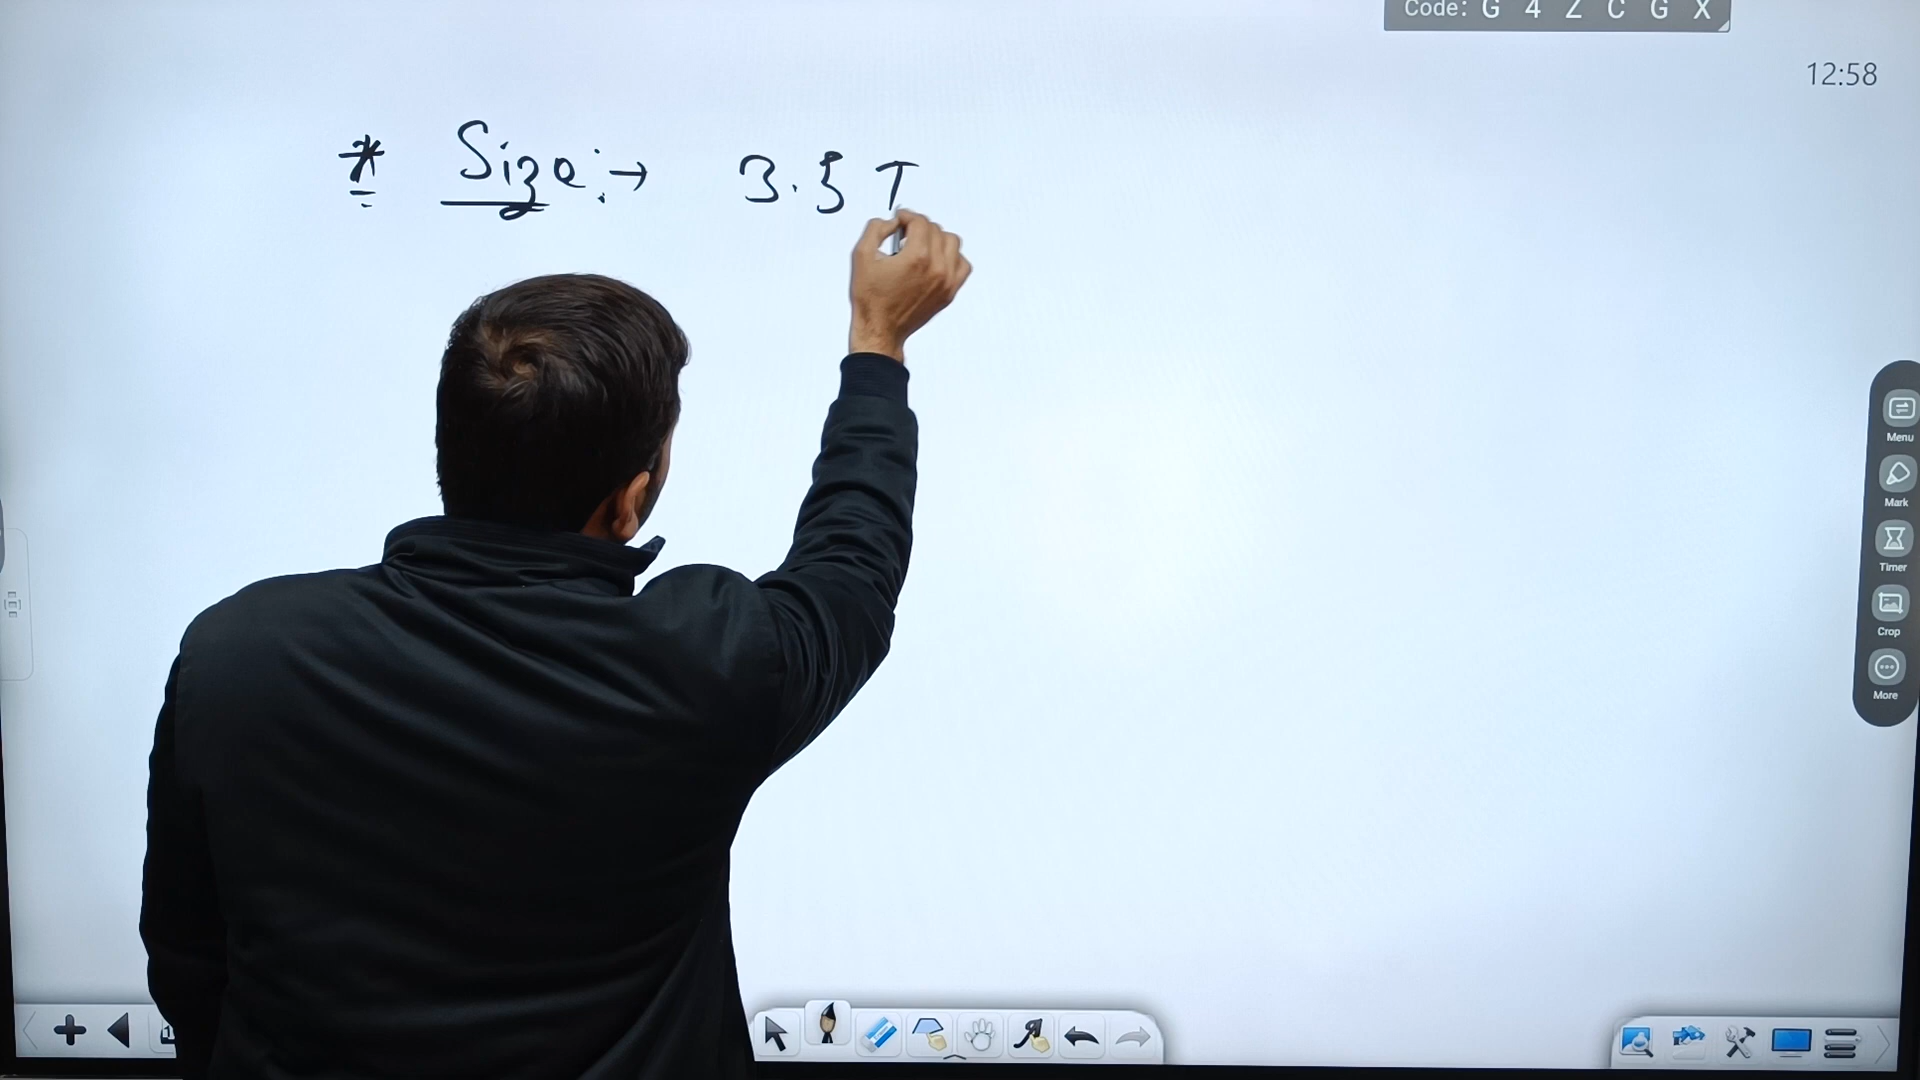 Code: G 4 Z C G X
12:58
* Size :→ 3.5 T
Menu
Mark
Timer
Crop
More